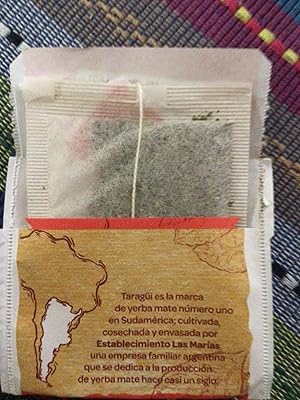 Taragüi es la marca
de yerba mate número uno
en Sudamérica; cultivada,
cosechada y envasada por
Establecimiento Las Marías
una empresa familiar argentina
que se dedica a la producción
de yerba mate hace casi un siglo.